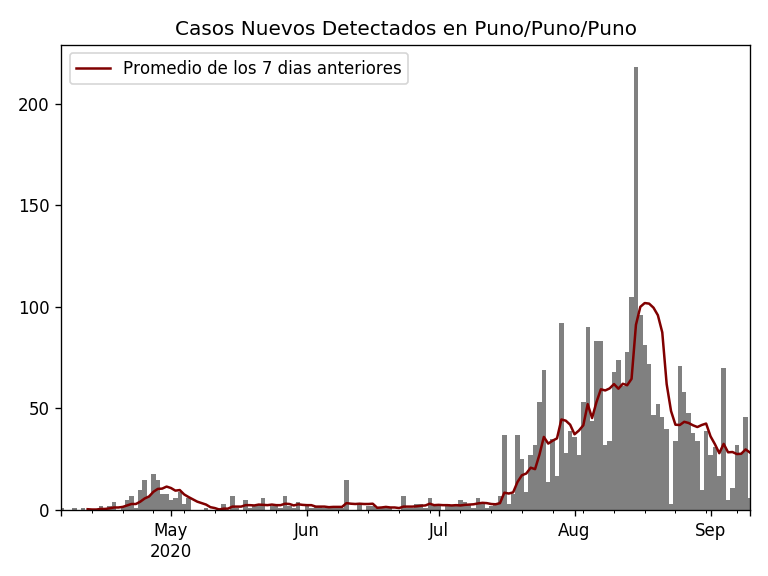 Casos Nuevos Detectados en Puno/Puno/Puno
Promedio de los 7 dias anteriores
200
150
100
50
0
May Jun Jul Aug Sep
2020